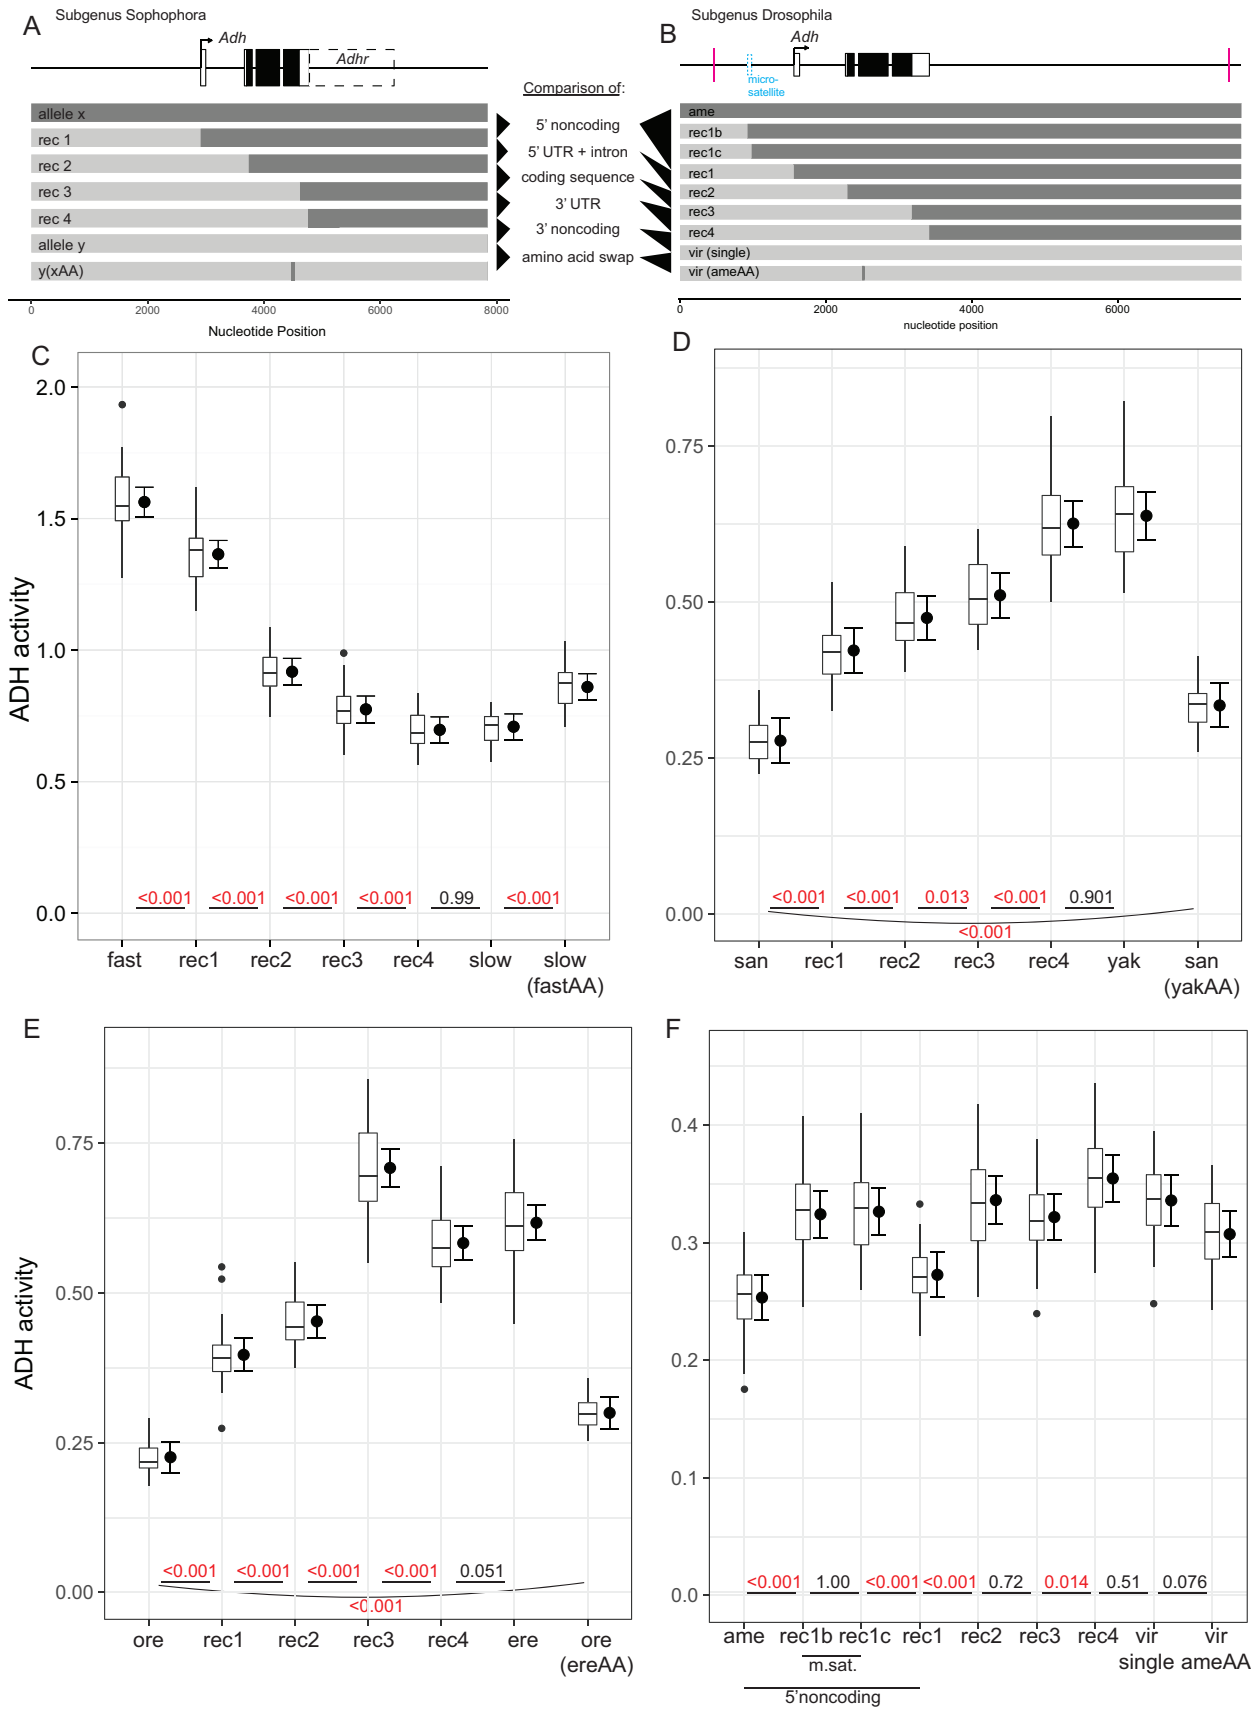 A
Subgenus Sophophora
Adh
Adhr
allele x
rec 1
rec 2
rec 3
rec 4
allele y
y(xAA)
0 2000 4000 6000 8000
Nucleotide Position
Comparison of:
5' noncoding
5' UTR + intron
coding sequence
3' UTR
3' noncoding
amino acid swap
B
Subgenus Drosophila
Adh
micro-
satellite
ame
rec1b
rec1c
rec1
rec2
rec3
rec4
vir (single)
vir (ameAA)
0 2000 4000 6000
nucleotide position
C
ADH activity
2.0
1.5
1.0
0.5
0.0
<0.001 <0.001 <0.001 <0.001 0.99 <0.001
fast rec1 rec2 rec3 rec4 slow slow
(fastAA)
D
0.75
0.50
0.25
0.00
<0.001 <0.001 0.013 <0.001 0.901
<0.001
san rec1 rec2 rec3 rec4 yak san
(yakAA)
E
ADH activity
0.75
0.50
0.25
0.00
<0.001 <0.001 <0.001 <0.001 0.051
<0.001
ore rec1 rec2 rec3 rec4 ere ore
(ereAA)
F
0.4
0.3
0.2
0.1
0.0
<0.001 1.00 <0.001 <0.001 0.72 0.014 0.51 0.076
ame rec1b rec1c rec1 rec2 rec3 rec4 vir vir
single ameAA
m.sat.
5'noncoding